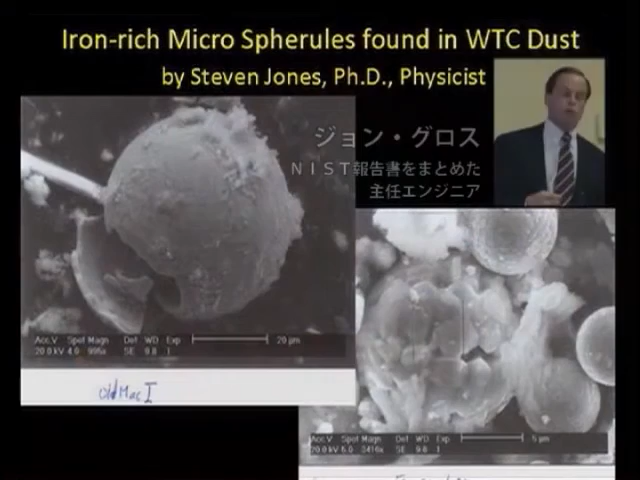 Iron-rich Micro Spherules found in WTC Dust
by Steven Jones, Ph.D., Physicist
ジョン・グロス
ＮＩＳＴ報告書をまとめた
主任エンジニア
Acc.V Spot Magn Det WD Exp 20 µm
20.0 kV 4.0 995x SE 9.8 1
Old Mac I
Acc.V Spot Magn Det WD Exp 5 µm
20.0 kV 5.0 3416x SE 9.8 1